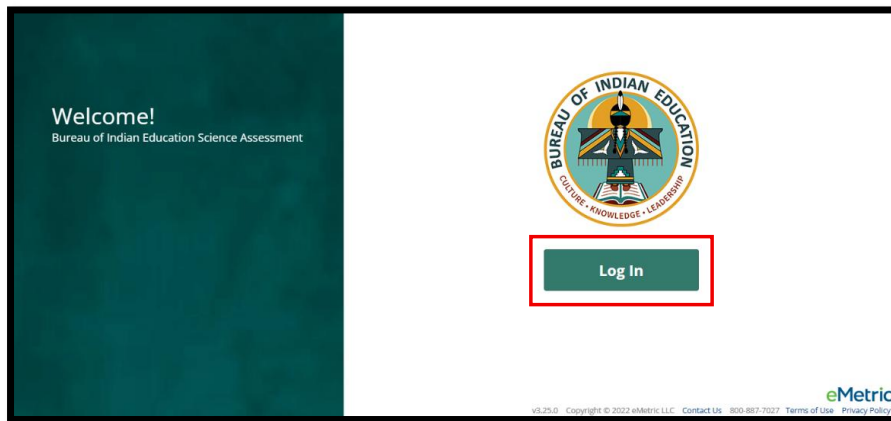 Welcome!
Bureau of Indian Education Science Assessment
BUREAU OF INDIAN EDUCATION
CULTURE • KNOWLEDGE • LEADERSHIP
Log In
eMetric
v3.25.0 Copyright © 2022 eMetric LLC Contact Us 800-887-7027 Terms of Use Privacy Policy